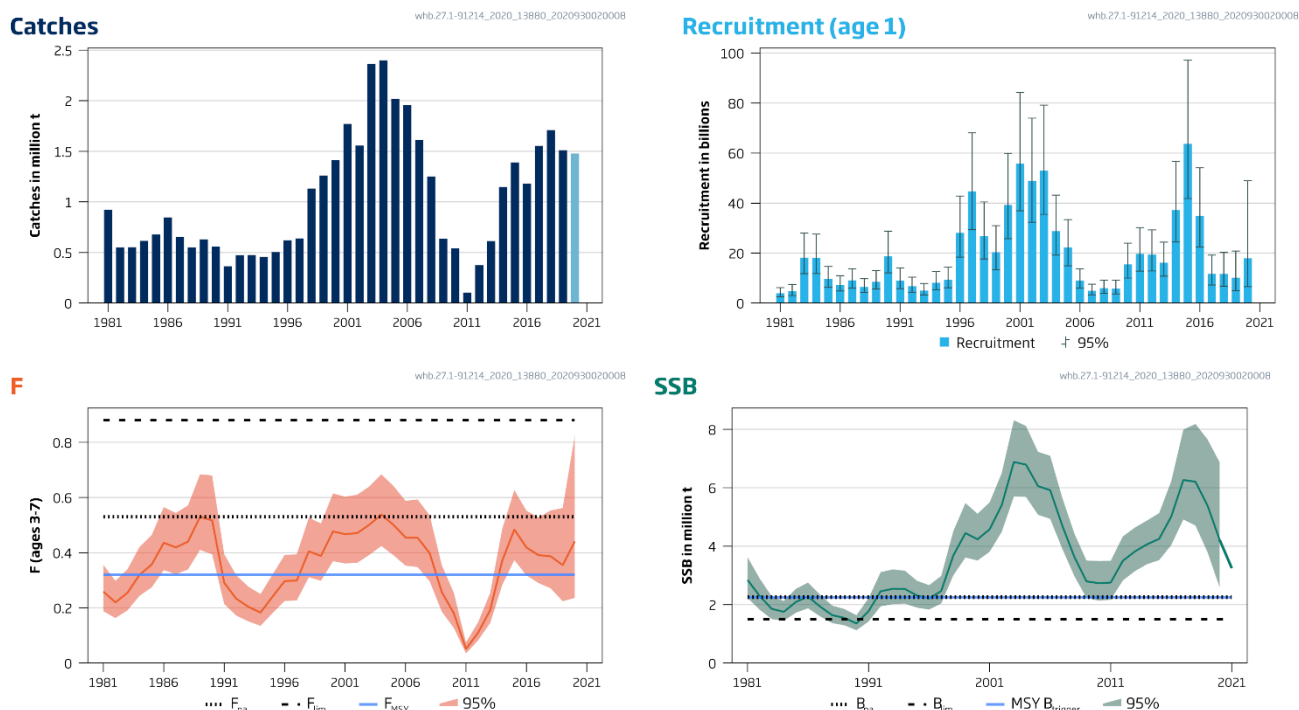 whb.27.1-91214_2020_13880_20200930020008
Catches
Catches in million t
2.5
2
1.5
1
0.5
0
1981 1986 1991 1996 2001 2006 2011 2016 2021
whb.27.1-91214_2020_13880_20200930020008
Recruitment (age 1)
Recruitment in billions
100
80
60
40
20
0
1981 1986 1991 1996 2001 2006 2011 2016 2021
Recruitment 95%
whb.27.1-91214_2020_13880_20200930020008
F
F (ages 3-7)
0.8
0.6
0.4
0.2
0
1981 1986 1991 1996 2001 2006 2011 2016 2021
Fpa Flim FMSY 95%
whb.27.1-91214_2020_13880_20200930020008
SSB
SSB in million t
8
6
4
2
0
1981 1991 2001 2011 2021
Bpa Blim MSY Btrigger 95%